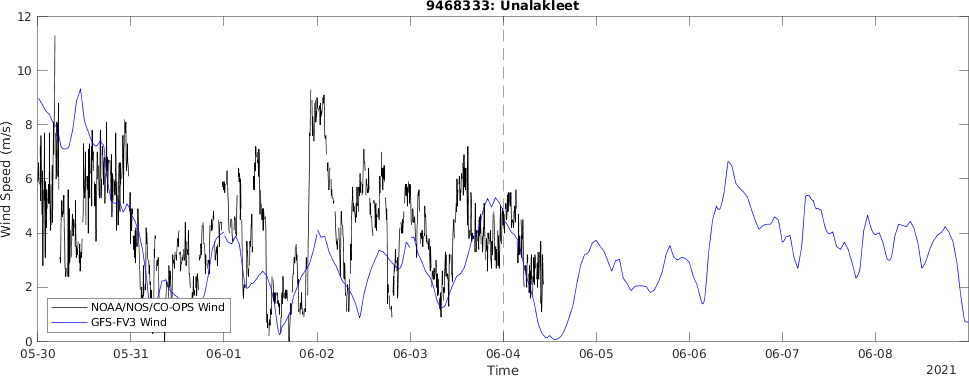 9468333: Unalakleet
12
10
8
6
4
2
0
Wind Speed (m/s)
NOAA/NOS/CO-OPS Wind
GFS-FV3 Wind
05-30 05-31 06-01 06-02 06-03 06-04 06-05 06-06 06-07 06-08
Time
2021